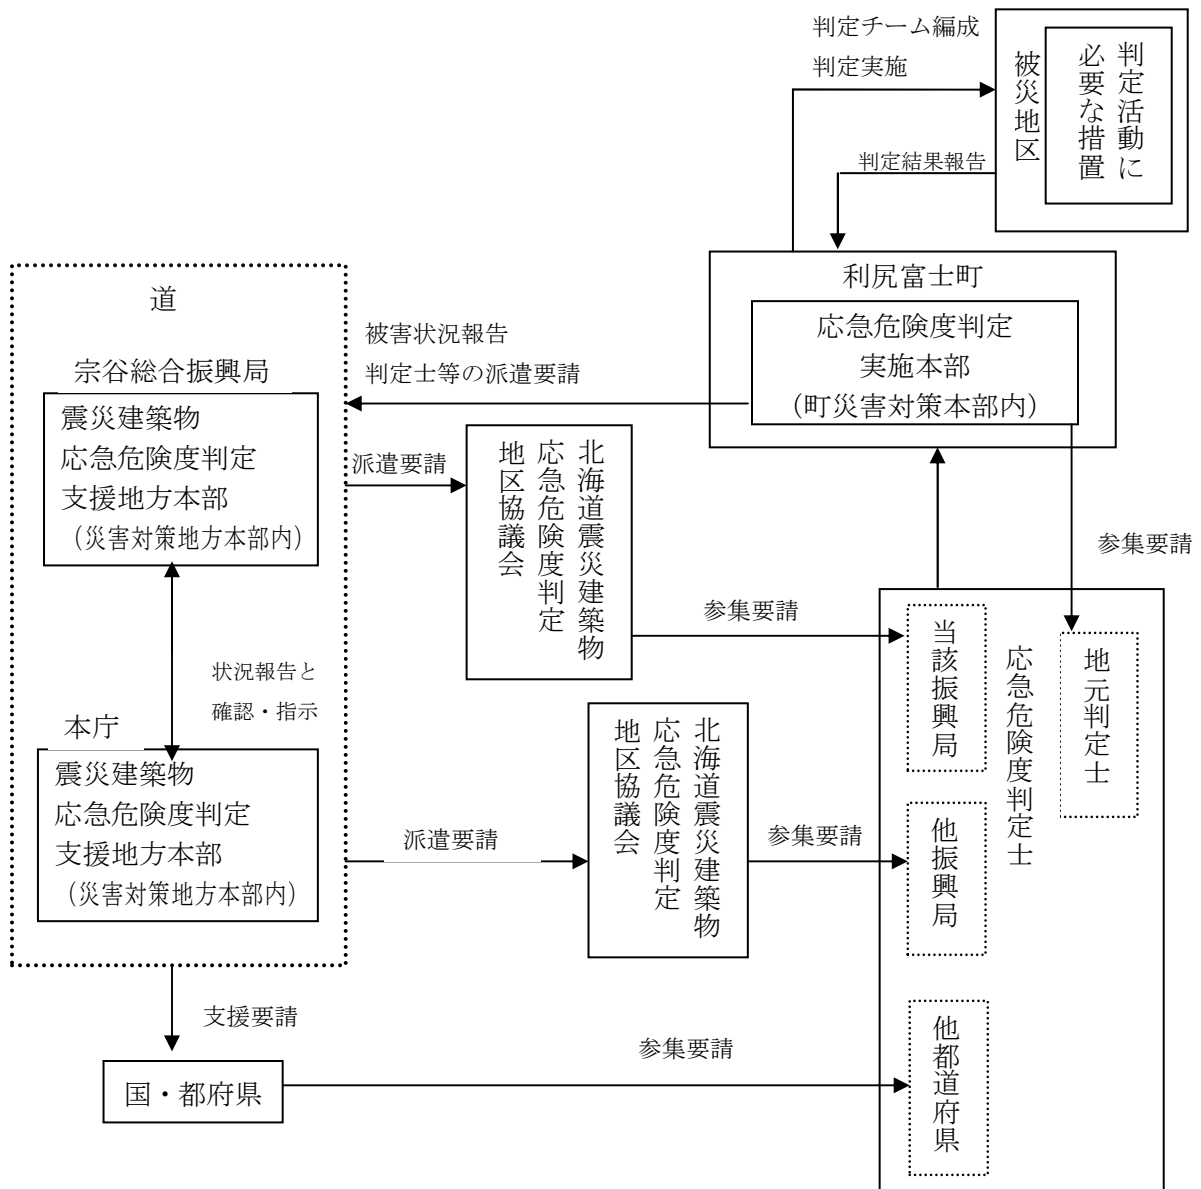 判定チーム編成
判定実施
被災地区
判定活動に
必要な措置
判定結果報告
利尻富士町
応急危険度判定
実施本部
（町災害対策本部内）
道
宗谷総合振興局
震災建築物
応急危険度判定
支援地方本部
（災害対策地方本部内）
被害状況報告
判定士等の派遣要請
派遣要請
北海道震災建築物
応急危険度判定
地区協議会
参集要請
参集要請
状況報告と
確認・指示
本庁
震災建築物
応急危険度判定
支援地方本部
（災害対策地方本部内）
派遣要請
北海道震災建築物
応急危険度判定
地区協議会
参集要請
応急危険度判定士
地元判定士
当該振興局
他振興局
他都道府県
支援要請
国・都府県
参集要請